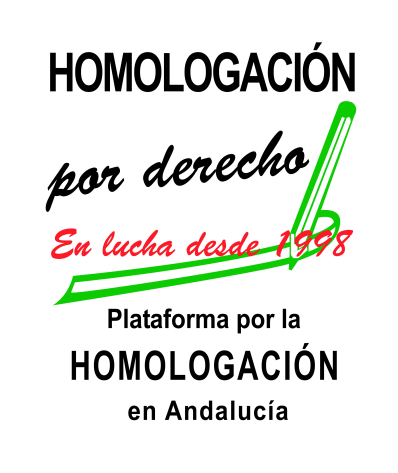 HOMOLOGACIÓN
por derecho
En lucha desde 1998
Plataforma por la
HOMOLOGACIÓN
en Andalucía